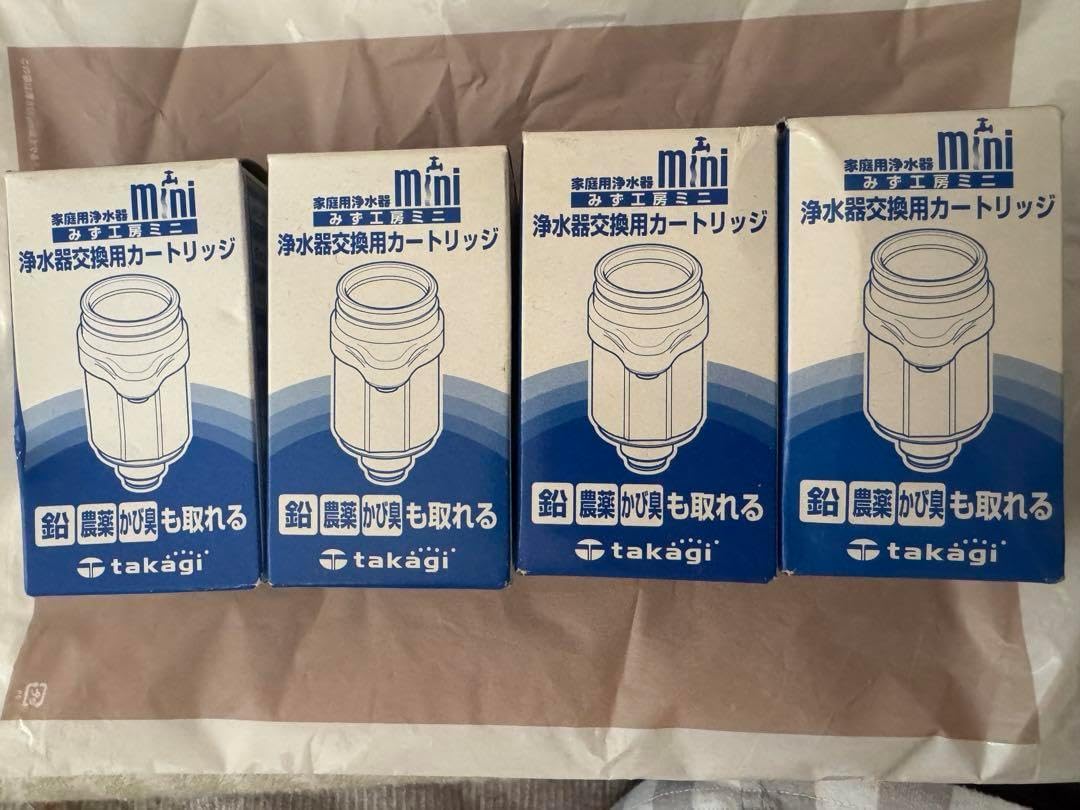 家庭用浄水器 mini
みず工房ミニ
浄水器交換用カートリッジ
鉛 農薬 かび臭 も取れる
takagi
家庭用浄水器 mini
みず工房ミニ
浄水器交換用カートリッジ
鉛 農薬 かび臭 も取れる
takagi
家庭用浄水器 mini
みず工房ミニ
浄水器交換用カートリッジ
鉛 農薬 かび臭 も取れる
takagi
家庭用浄水器 mini
みず工房ミニ
浄水器交換用カートリッジ
鉛 農薬 かび臭 も取れる
takagi
プラ